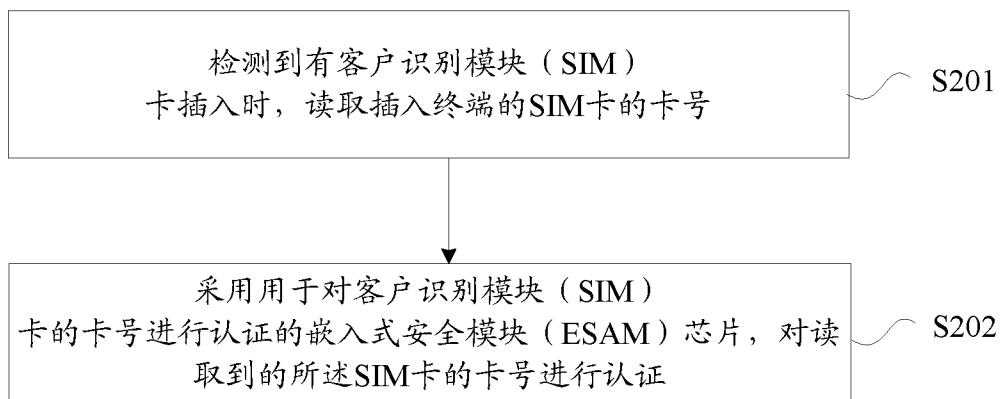 检测到有客户识别模块（SIM）
卡插入时，读取插入终端的SIM卡的卡号
S201
采用用于对客户识别模块（SIM）
卡的卡号进行认证的嵌入式安全模块（ESAM）芯片，对读
取到的所述SIM卡的卡号进行认证
S202